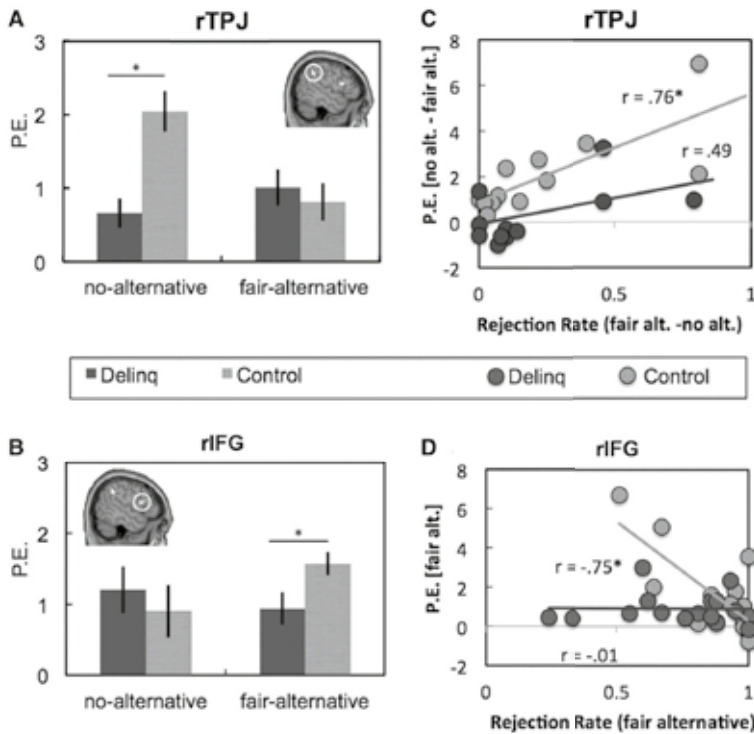 A
rTPJ
3
2
1
0
P.E.
*
no-alternative
fair-alternative
C
rTPJ
8
6
4
2
0
-2
P.E. [no alt. - fair alt.]
r = .76*
r = .49
0
0.5
1
Rejection Rate (fair alt. -no alt.)
Delinq
Control
Delinq
Control
B
rIFG
3
2
1
0
P.E.
*
no-alternative
fair-alternative
D
rIFG
8
6
4
2
0
-2
P.E. [fair alt.]
r = -.75*
r = -.01
0
0.5
1
Rejection Rate (fair alternative)